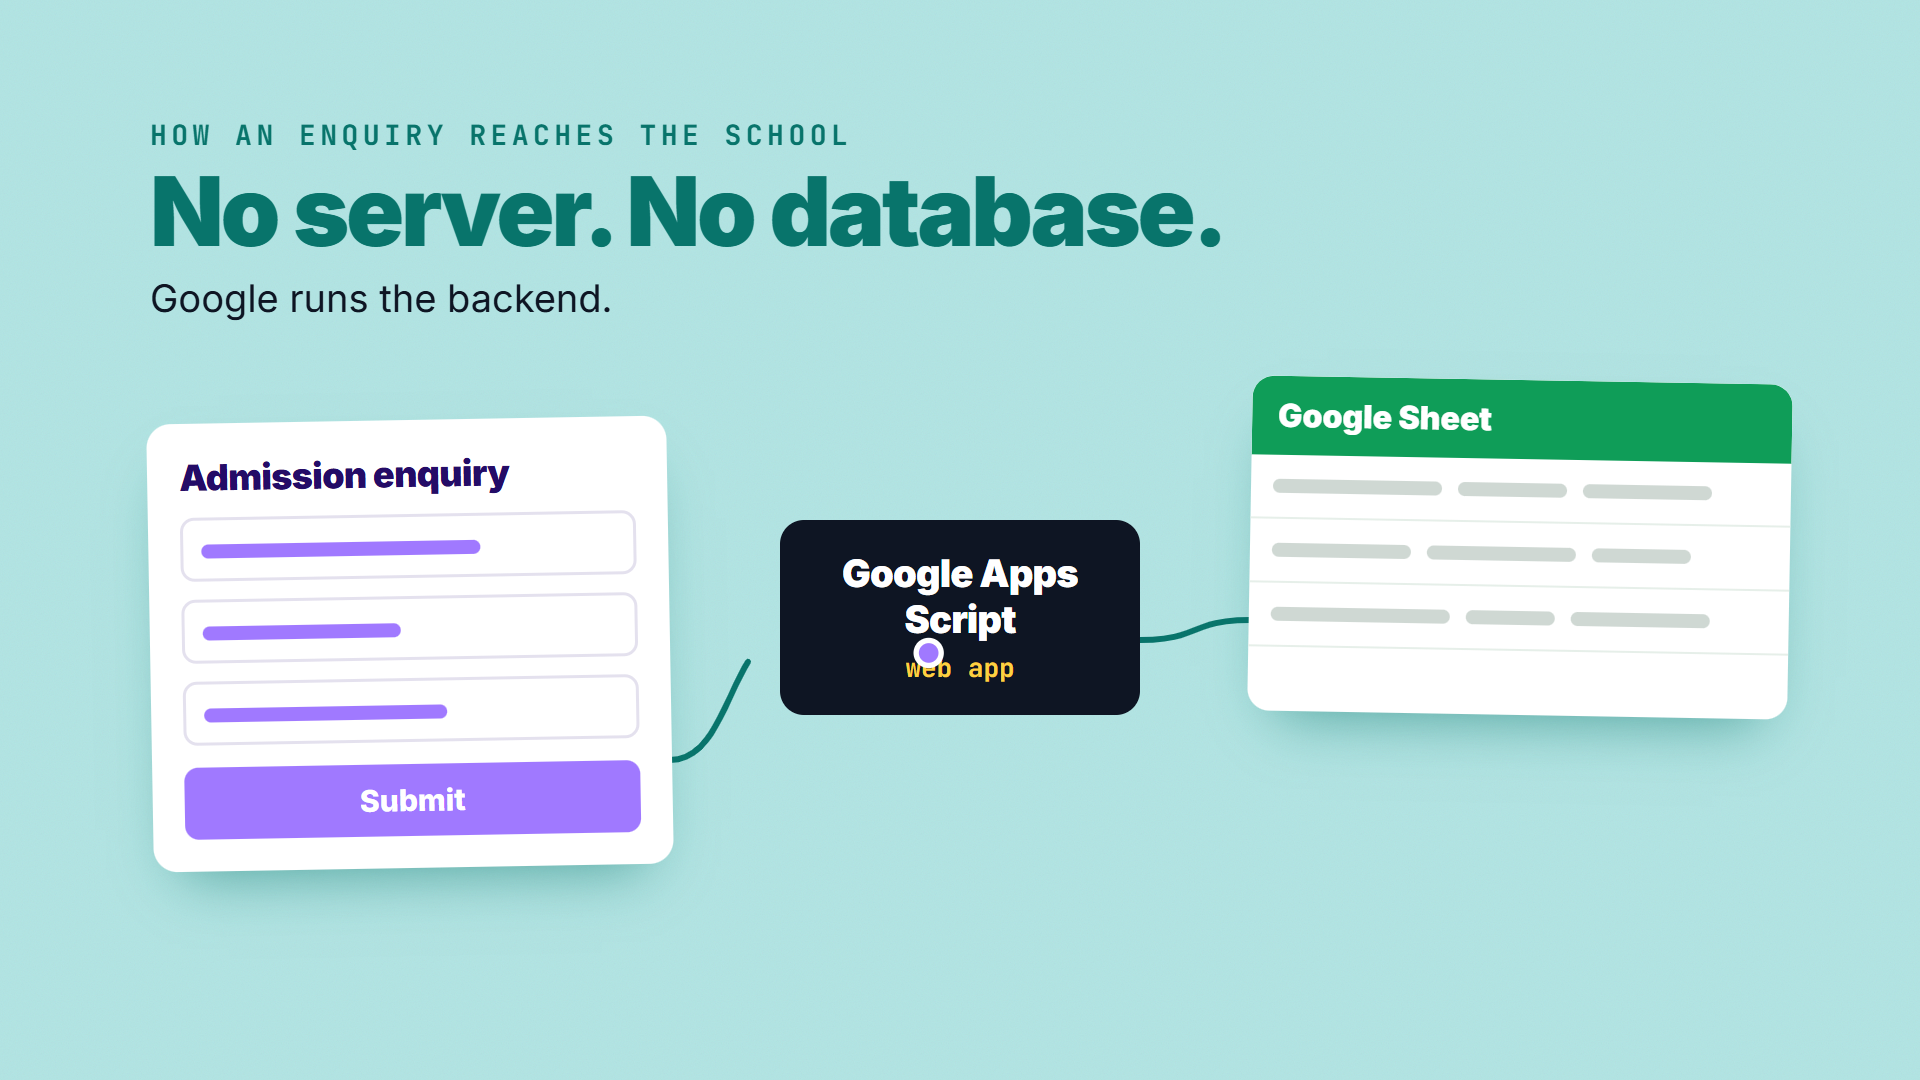 HOW AN ENQUIRY REACHES THE SCHOOL
No server. No database.
Google runs the backend.
Admission enquiry
Submit
Google Apps
Script
web app
Google Sheet